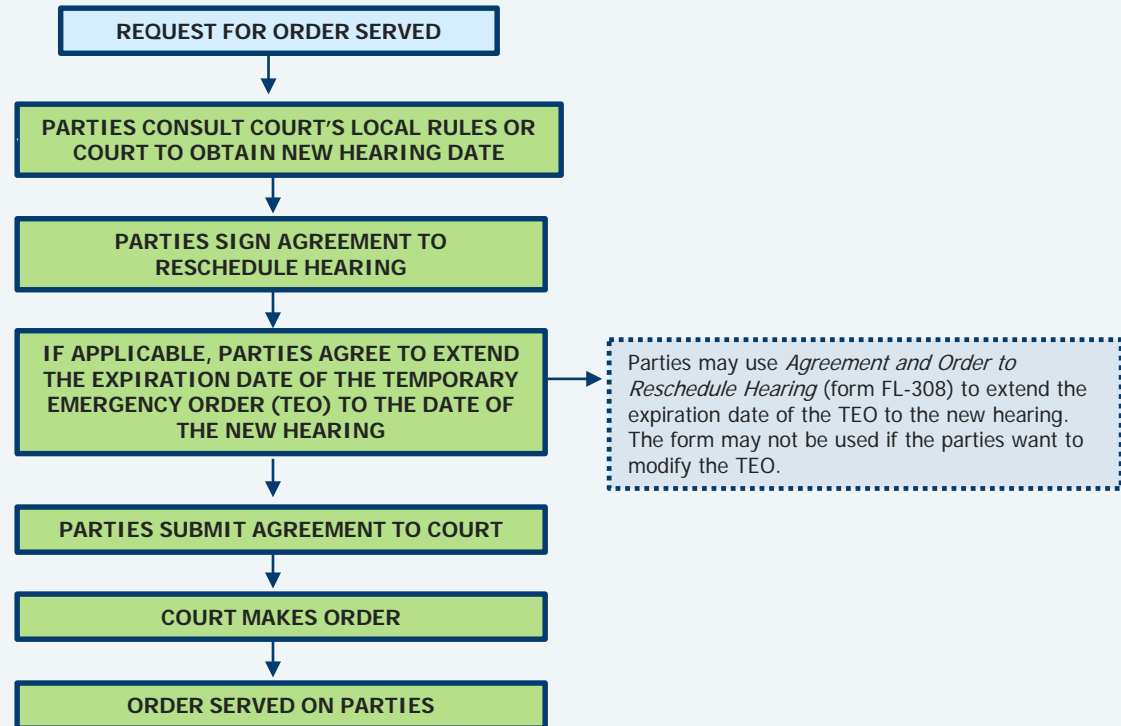 REQUEST FOR ORDER SERVED
PARTIES CONSULT COURT'S LOCAL RULES OR
COURT TO OBTAIN NEW HEARING DATE
PARTIES SIGN AGREEMENT TO
RESCHEDULE HEARING
IF APPLICABLE, PARTIES AGREE TO EXTEND
THE EXPIRATION DATE OF THE TEMPORARY
EMERGENCY ORDER (TEO) TO THE DATE OF
THE NEW HEARING
Parties may use Agreement and Order to
Reschedule Hearing (form FL-308) to extend the
expiration date of the TEO to the new hearing.
The form may not be used if the parties want to
modify the TEO.
PARTIES SUBMIT AGREEMENT TO COURT
COURT MAKES ORDER
ORDER SERVED ON PARTIES